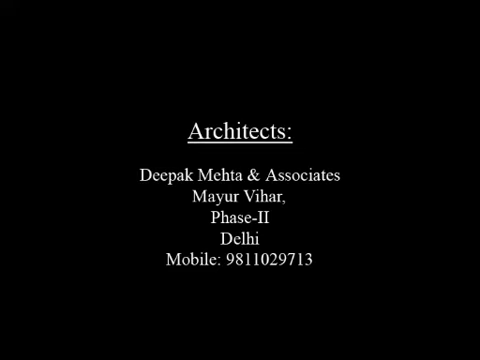 Architects:
Deepak Mehta & Associates
Mayur Vihar,
Phase-II
Delhi
Mobile: 9811029713